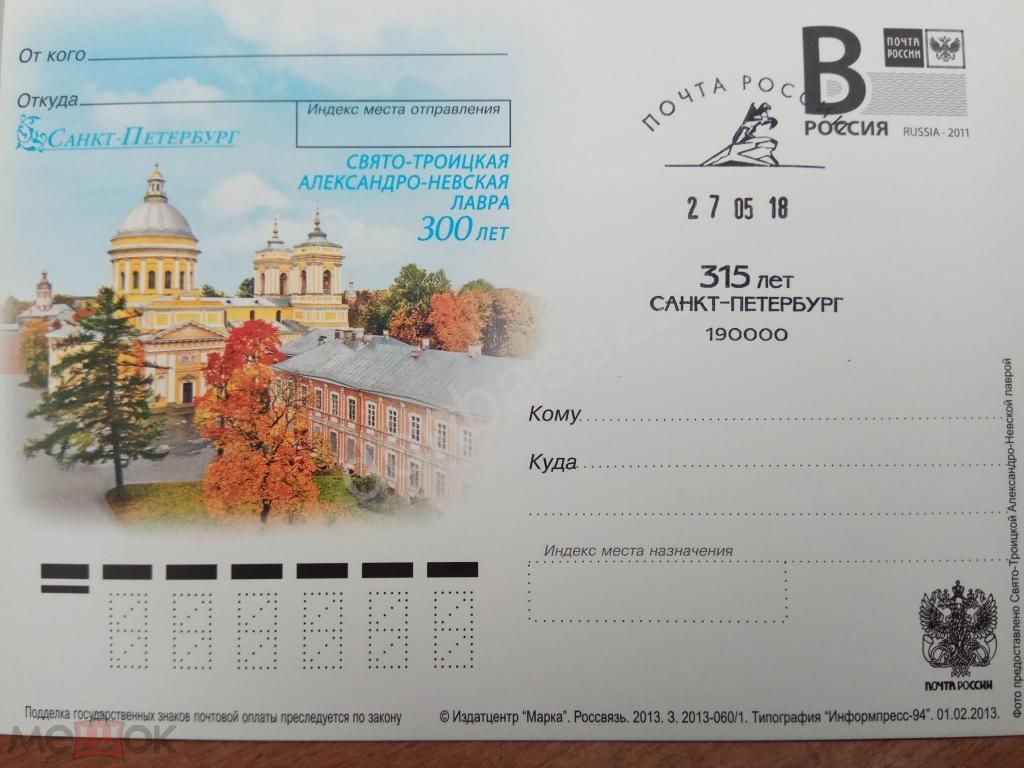 От кого
Откуда
Индекс места отправления
Санкт-Петербург
СВЯТО-ТРОИЦКАЯ
АЛЕКСАНДРО-НЕВСКАЯ
ЛАВРА
300 ЛЕТ
ПОЧТА РОССИИ
B
ПОЧТА
РОССИИ
РОССИЯ
RUSSIA · 2011
27 05 18
315 лет
САНКТ-ПЕТЕРБУРГ
190000
Кому
Куда
Индекс места назначения
ПОЧТА РОССИИ
Фото предоставлено Свято-Троицкой Александро-Невской лаврой
Подделка государственных знаков почтовой оплаты преследуется по закону
© Издатцентр "Марка". Россвязь. 2013. З. 2013-060/1. Типография "Информпресс-94". 01.02.2013.
МЕШОК